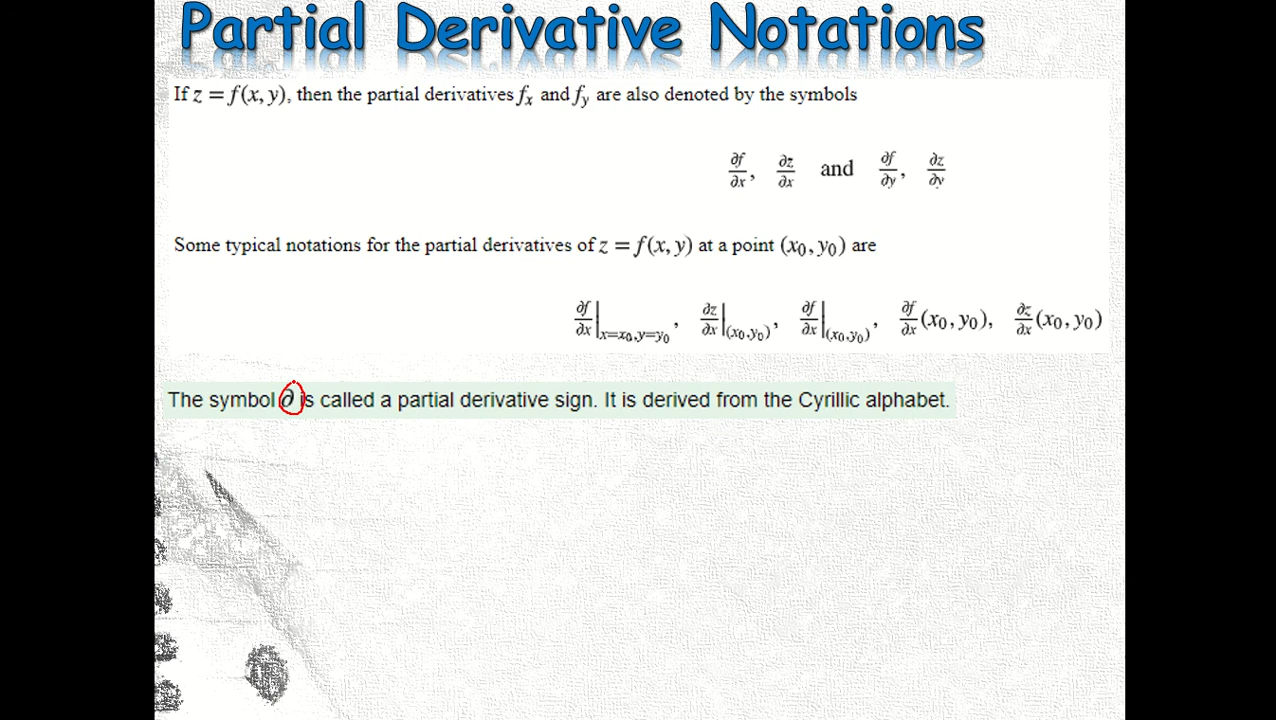 Partial Derivative Notations
If z = f(x, y), then the partial derivatives fₓ and f_y are also denoted by the symbols
∂f/∂x, ∂z/∂x and ∂f/∂y, ∂z/∂y
Some typical notations for the partial derivatives of z = f(x, y) at a point (x₀, y₀) are
∂f/∂x|ₓ₌ₓ₀,y=y₀, ∂z/∂x|(x₀,y₀), ∂f/∂x|(x₀,y₀), ∂f/∂x(x₀, y₀), ∂z/∂x(x₀, y₀)
The symbol ∂ is called a partial derivative sign. It is derived from the Cyrillic alphabet.